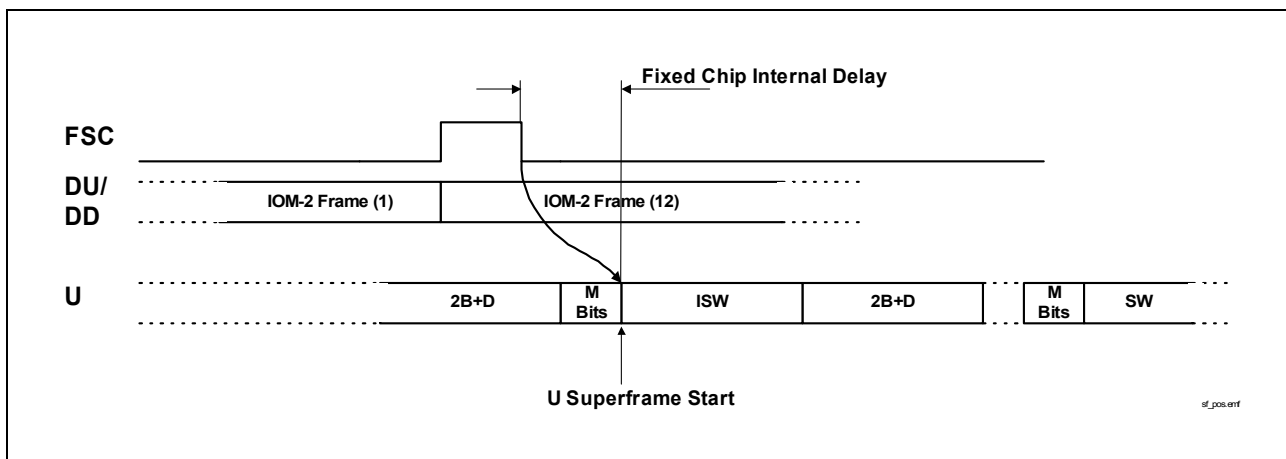 Fixed Chip Internal Delay
FSC
DU/
DD
IOM-2 Frame (1)
IOM-2 Frame (12)
U
2B+D
M
Bits
ISW
2B+D
M
Bits
SW
U Superframe Start
sf_pos.emf